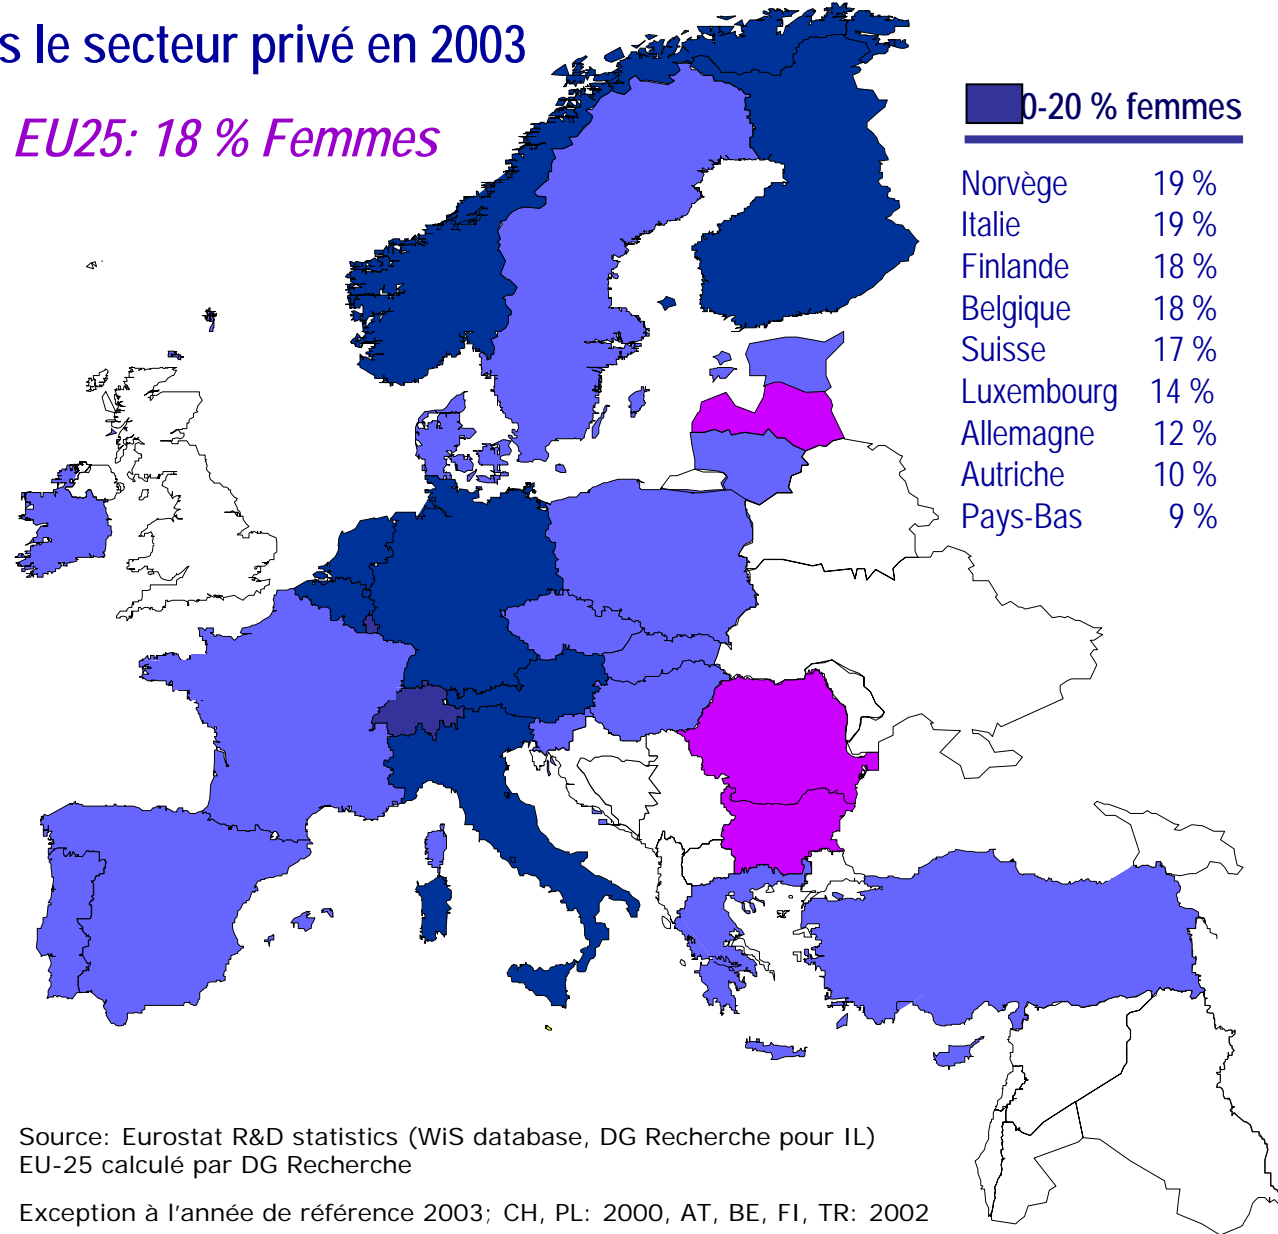 s le secteur privé en 2003
EU25: 18 % Femmes
0-20 % femmes
Norvège 19 %
Italie 19 %
Finlande 18 %
Belgique 18 %
Suisse 17 %
Luxembourg 14 %
Allemagne 12 %
Autriche 10 %
Pays-Bas 9 %
Source: Eurostat R&D statistics (WiS database, DG Recherche pour IL)
EU-25 calculé par DG Recherche
Exception à l'année de référence 2003; CH, PL: 2000, AT, BE, FI, TR: 2002